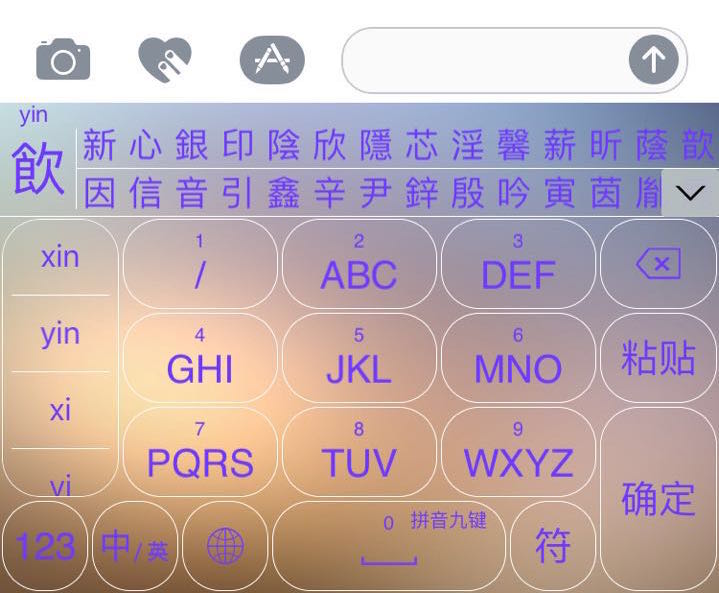 yin
飲
新 心 銀 印 陰 欣 隱 芯 淫 馨 薪 昕 蔭 歆
因 信 音 引 鑫 辛 尹 鋅 殷 吟 寅 茵 胤
xin
yin
xi
yi
1
/
2
ABC
3
DEF
4
GHI
5
JKL
6
MNO
粘贴
7
PQRS
8
TUV
9
WXYZ
确定
123
中/英
0 拼音九键
符